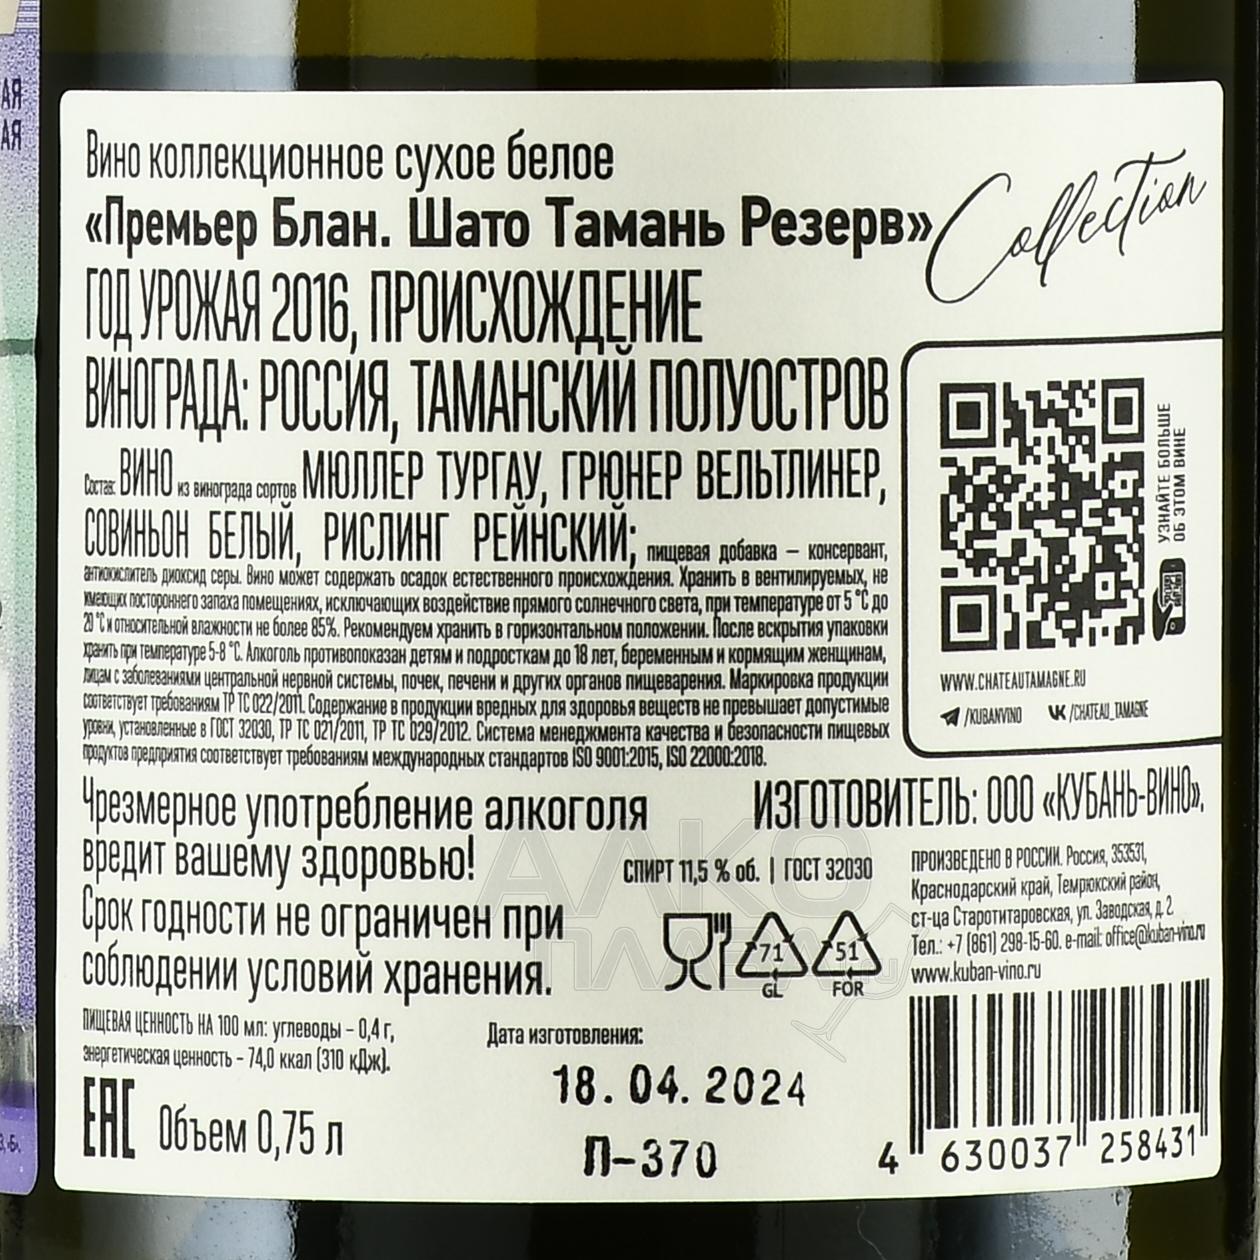 АЯ
АЯ
Вино коллекционное сухое белое
«Премьер Блан. Шато Тамань Резерв»
Collection
ГОД УРОЖАЯ 2016, ПРОИСХОЖДЕНИЕ
ВИНОГРАДА: РОССИЯ, ТАМАНСКИЙ ПОЛУОСТРОВ
Состав: ВИНО из винограда сортов МЮЛЛЕР ТУРГАУ, ГРЮНЕР ВЕЛЬТЛИНЕР,
СОВИНЬОН БЕЛЫЙ, РИСЛИНГ РЕЙНСКИЙ; пищевая добавка – консервант,
антиокислитель диоксид серы. Вино может содержать осадок естественного происхождения. Хранить в вентилируемых, не
имеющих постороннего запаха помещениях, исключающих воздействие прямого солнечного света, при температуре от 5 °С до
20 °С и относительной влажности не более 85%. Рекомендуем хранить в горизонтальном положении. После вскрытия упаковки
хранить при температуре 5-8 °С. Алкоголь противопоказан детям и подросткам до 18 лет, беременным и кормящим женщинам,
лицам с заболеваниями центральной нервной системы, почек, печени и других органов пищеварения. Маркировка продукции
соответствует требованиям ТР ТС 022/2011. Содержание в продукции вредных для здоровья веществ не превышает допустимые
уровни, установленные в ГОСТ 32030, ТР ТС 021/2011, ТР ТС 029/2012. Система менеджмента качества и безопасности пищевых
продуктов предприятия соответствует требованиям международных стандартов ISO 9001:2015, ISO 22000:2018.
УЗНАЙТЕ БОЛЬШЕ
ОБ ЭТОМ ВИНЕ
WWW.CHATEAUTAMAGNE.RU
/KUBANVINO /CHATEAU_TAMAGNE
Чрезмерное употребление алкоголя
вредит вашему здоровью!
Срок годности не ограничен при
соблюдении условий хранения.
СПИРТ 11,5 % об. | ГОСТ 32030
71
GL
51
FOR
ИЗГОТОВИТЕЛЬ: ООО «КУБАНЬ-ВИНО».
ПРОИЗВЕДЕНО В РОССИИ. Россия, 353531,
Краснодарский край, Темрюкский район,
ст-ца Старотитаровская, ул. Заводская, д. 2
Тел.: +7 (861) 298-15-60. e-mail: office@kuban-vino.ru
www.kuban-vino.ru
ПИЩЕВАЯ ЦЕННОСТЬ НА 100 мл: углеводы – 0,4 г,
энергетическая ценность – 74,0 ккал (310 кДж).
EAC Объем 0,75 л
Дата изготовления:
18.04.2024
П-370
4 630037 258431
АЛКО
ПАЛЕТ